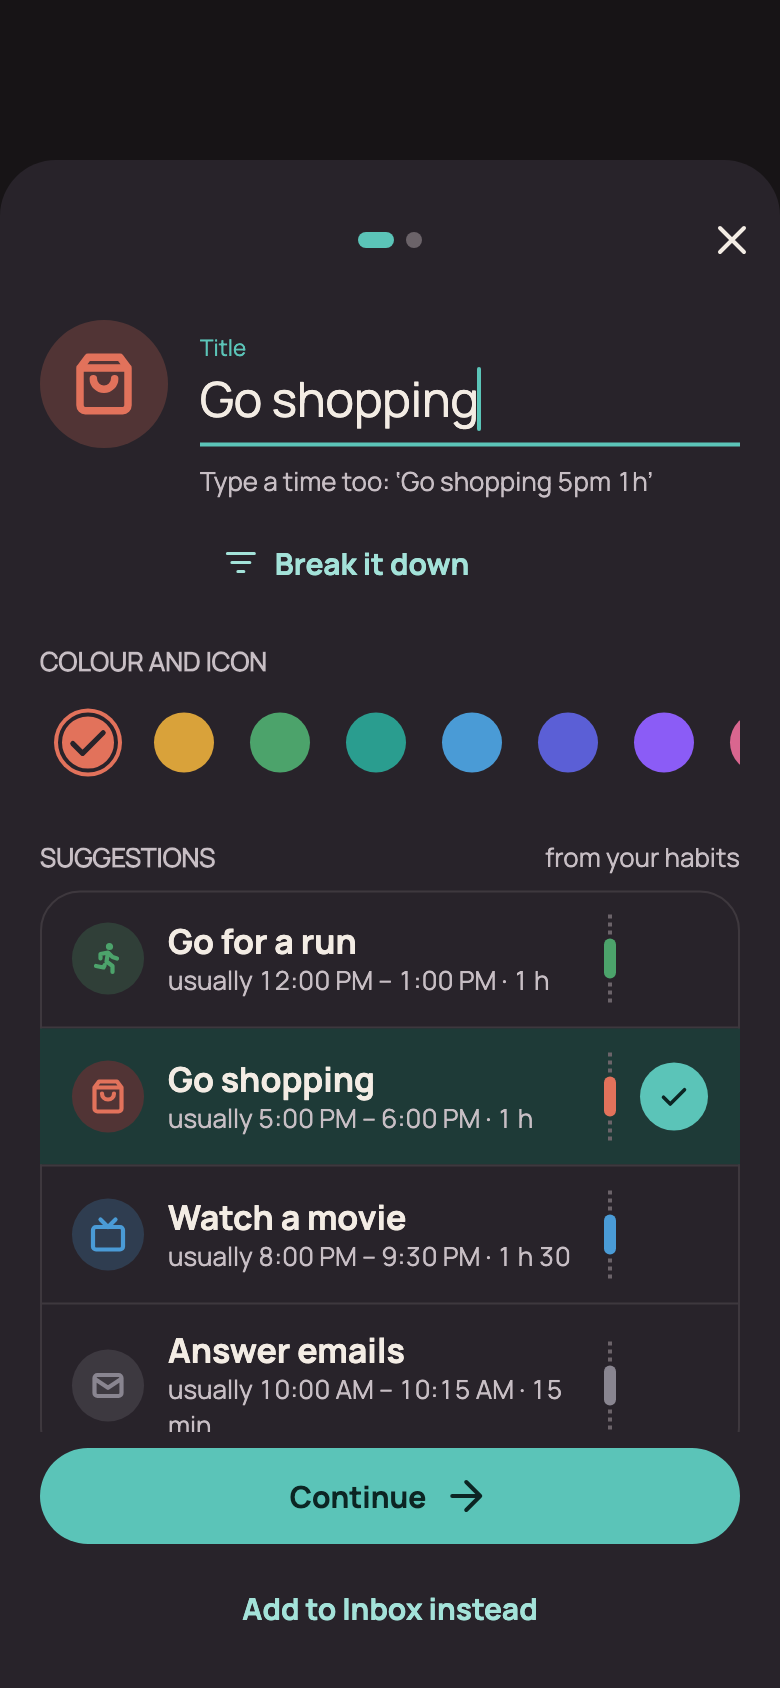 Title
Go shopping
Type a time too: ‘Go shopping 5pm 1h’
Break it down
COLOUR AND ICON
SUGGESTIONS from your habits
Go for a run
usually 12:00 PM – 1:00 PM · 1 h
Go shopping
usually 5:00 PM – 6:00 PM · 1 h
Watch a movie
usually 8:00 PM – 9:30 PM · 1 h 30
Answer emails
usually 10:00 AM – 10:15 AM · 15
min
Continue
Add to Inbox instead